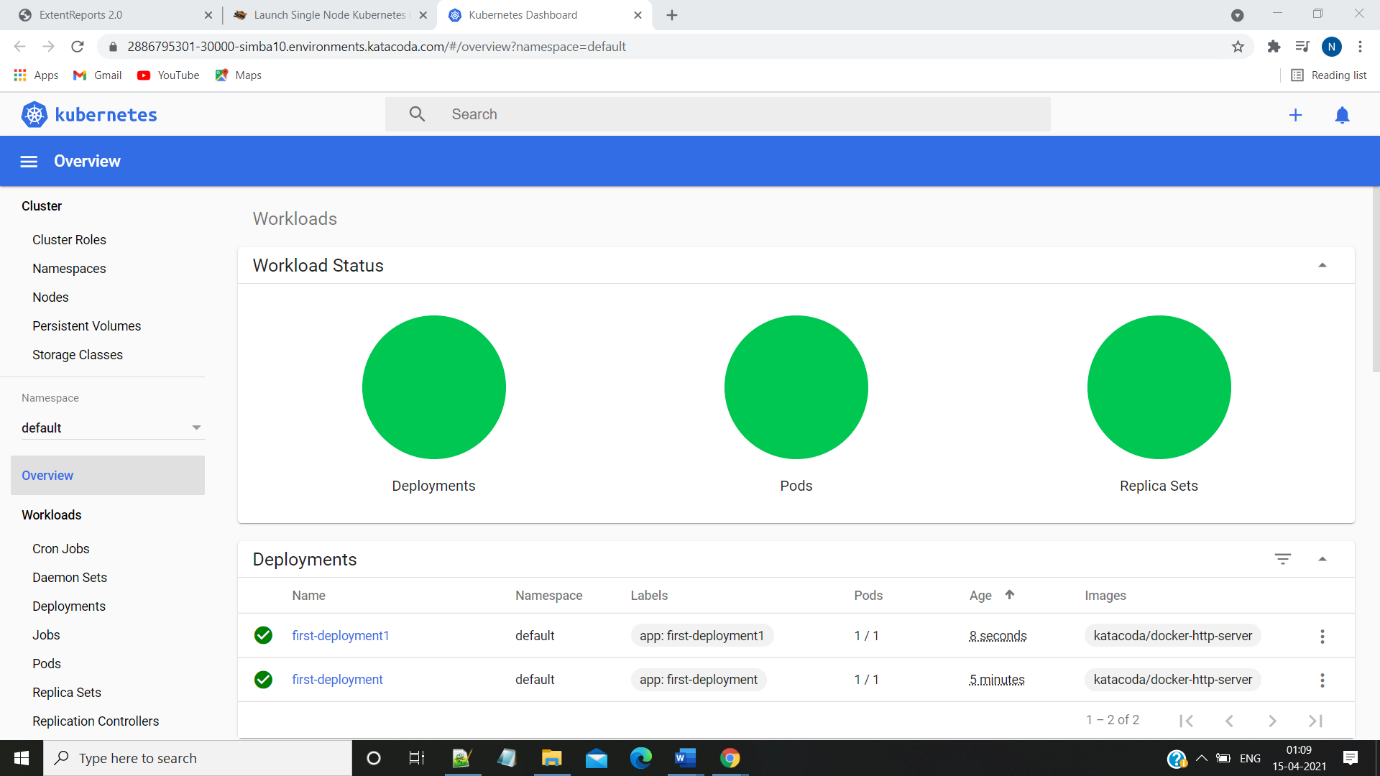 ExtentReports 2.0
Launch Single Node Kubernetes
Kubernetes Dashboard
2886795301-30000-simba10.environments.katacoda.com/#/overview?namespace=default
N
Apps Gmail YouTube Maps Reading list
kubernetes
Search
Overview
Cluster
Cluster Roles
Namespaces
Nodes
Persistent Volumes
Storage Classes
Namespace
default
Overview
Workloads
Cron Jobs
Daemon Sets
Deployments
Jobs
Pods
Replica Sets
Replication Controllers
Workloads
Workload Status
Deployments Pods Replica Sets
Deployments
Name Namespace Labels Pods Age Images
first-deployment1 default app: first-deployment1 1 / 1 8 seconds katacoda/docker-http-server
first-deployment default app: first-deployment 1 / 1 5 minutes katacoda/docker-http-server
1 – 2 of 2
Type here to search
ENG
01:09
15-04-2021